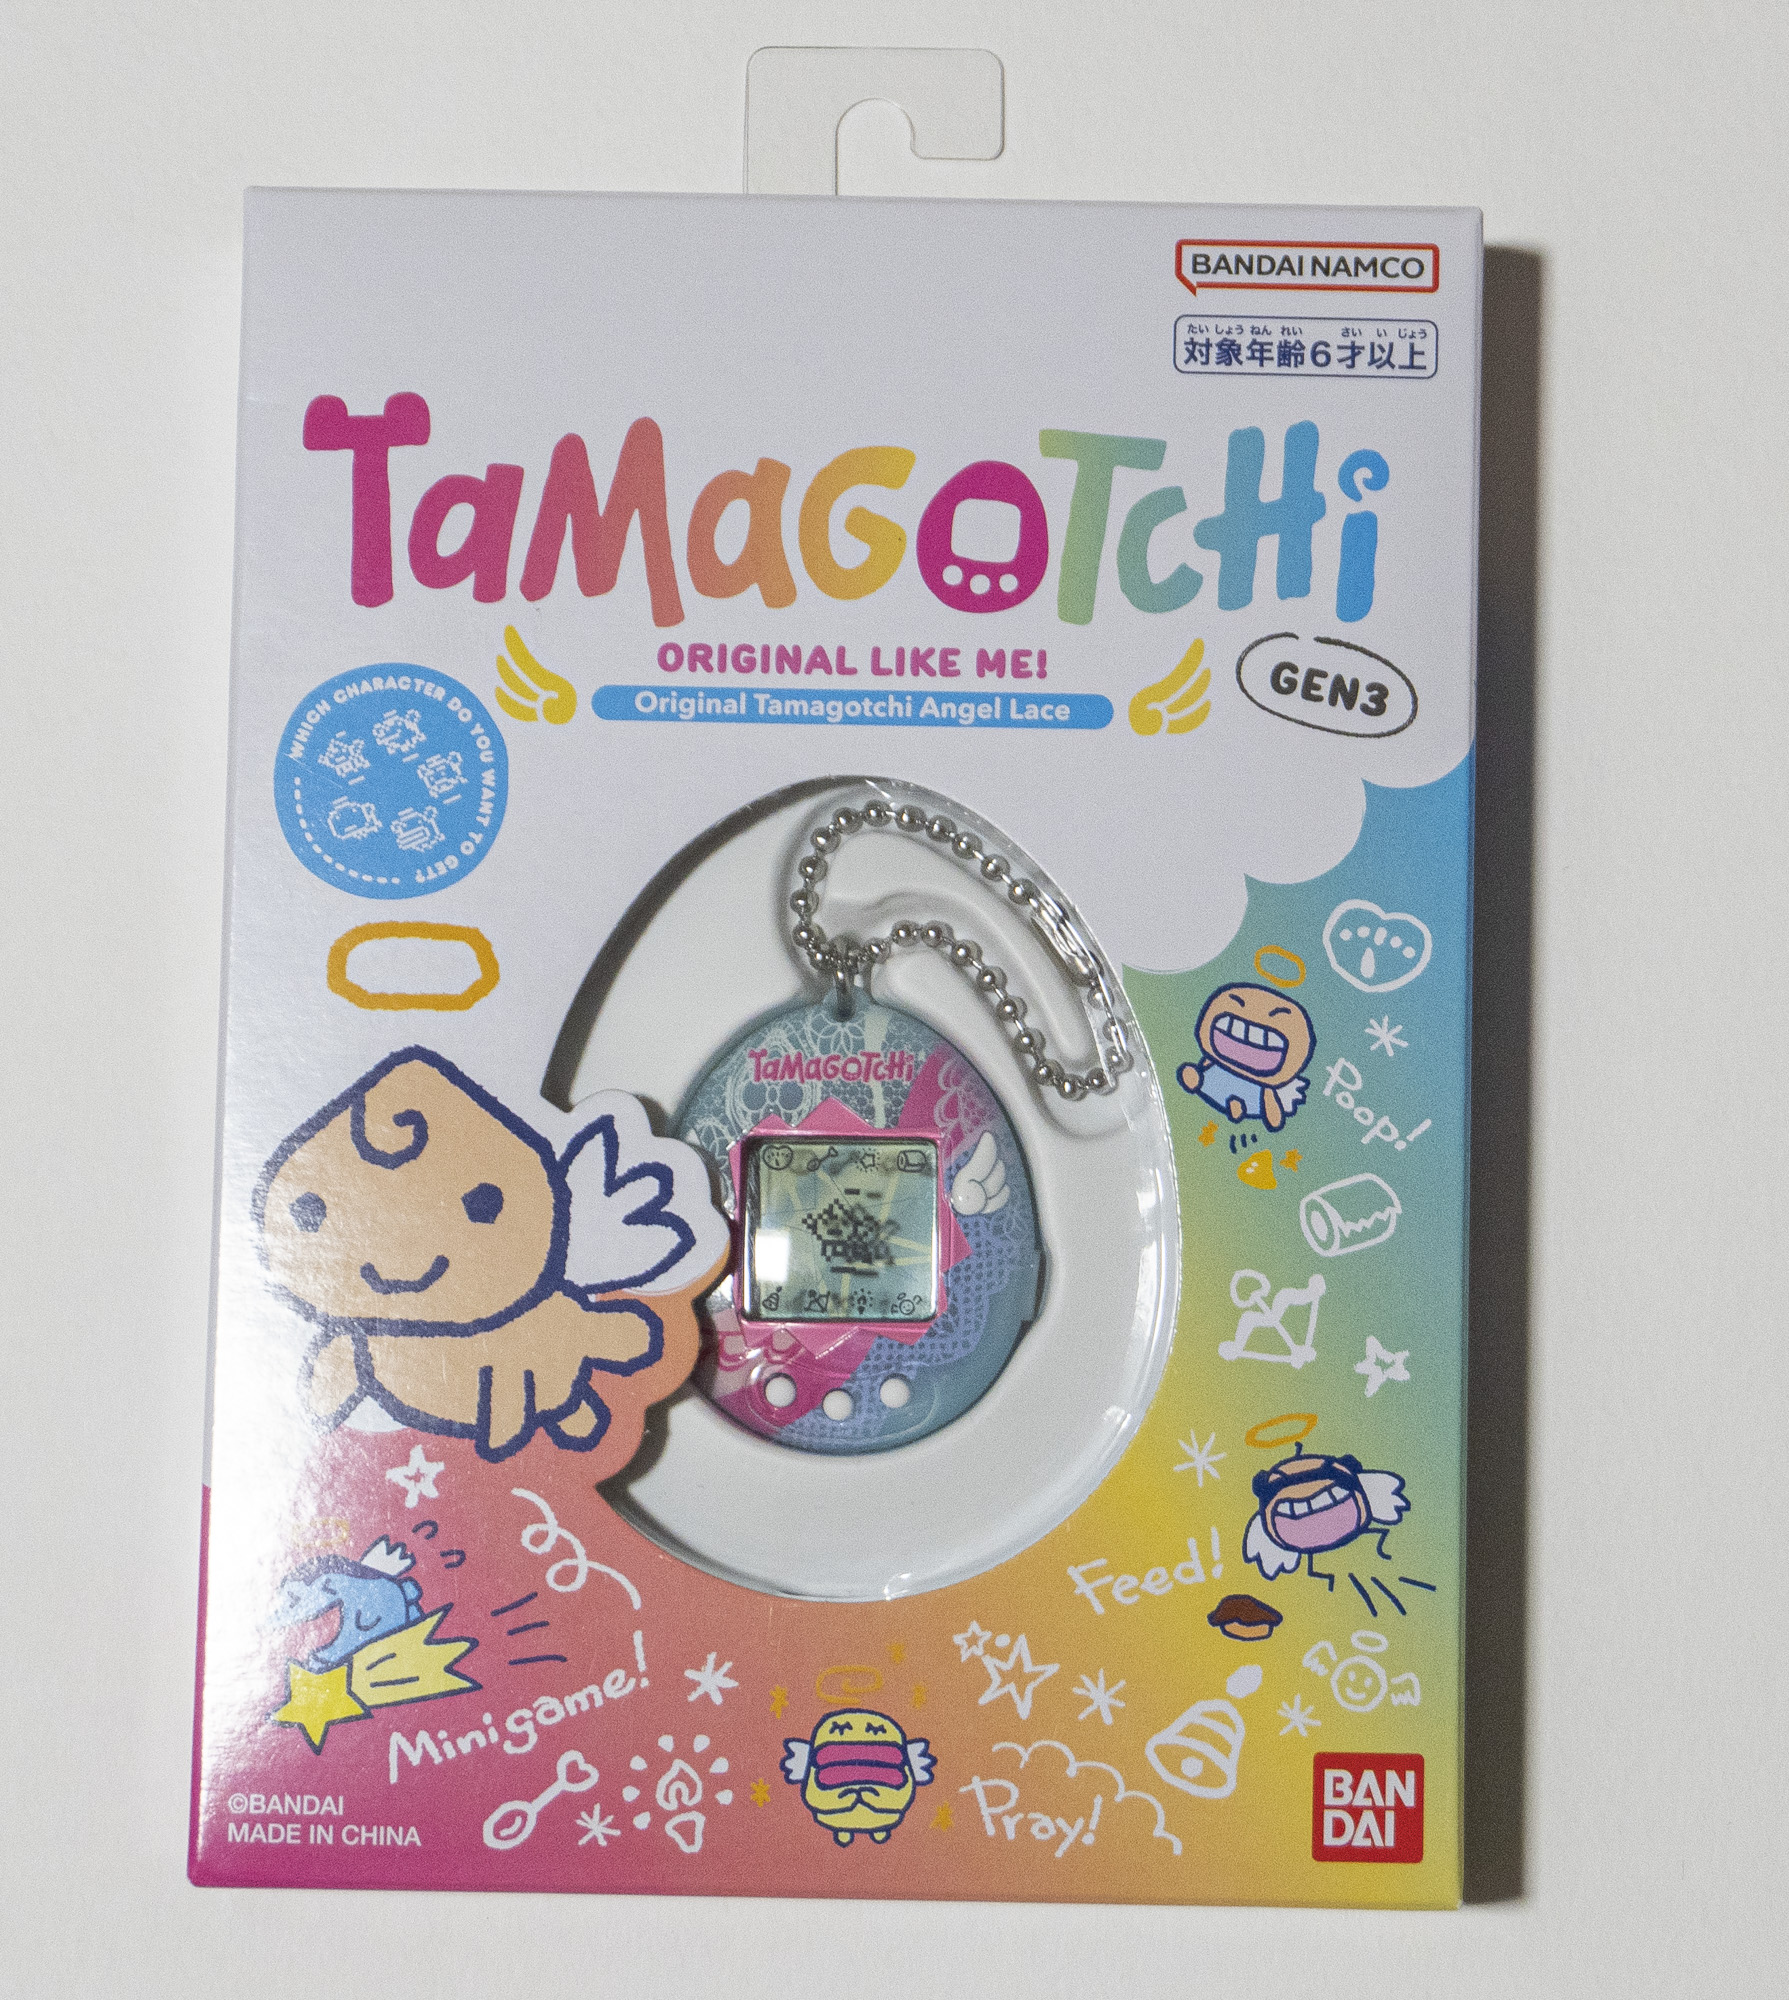 BANDAI NAMCO
たいしょうねんれい さいいじょう
対象年齢6才以上
TaMaGOTcHi
ORIGINAL LIKE ME!
Original Tamagotchi Angel Lace
GEN3
WHICH CHARACTER DO YOU WANT TO GET?
TaMaGOTcHi
Poop!
Feed!
Minigame!
Pray!
©BANDAI
MADE IN CHINA
BAN
DAI